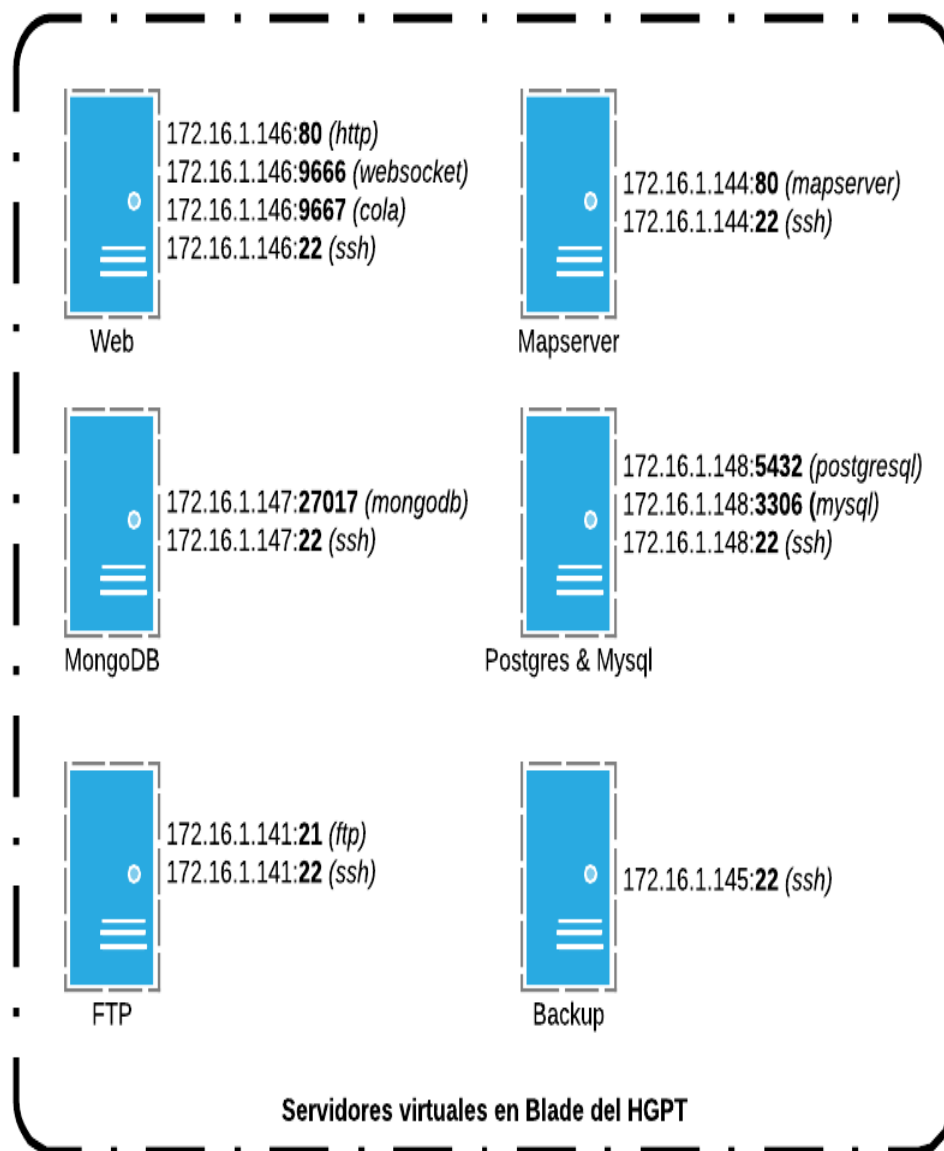 172.16.1.146:80 (http)
172.16.1.146:9666 (websocket)
172.16.1.146:9667 (cola)
172.16.1.146:22 (ssh)
Web
172.16.1.144:80 (mapserver)
172.16.1.144:22 (ssh)
Mapserver
172.16.1.147:27017 (mongodb)
172.16.1.147:22 (ssh)
MongoDB
172.16.1.148:5432 (postgresql)
172.16.1.148:3306 (mysql)
172.16.1.148:22 (ssh)
Postgres & Mysql
172.16.1.141:21 (ftp)
172.16.1.141:22 (ssh)
FTP
172.16.1.145:22 (ssh)
Backup
Servidores virtuales en Blade del HGPT